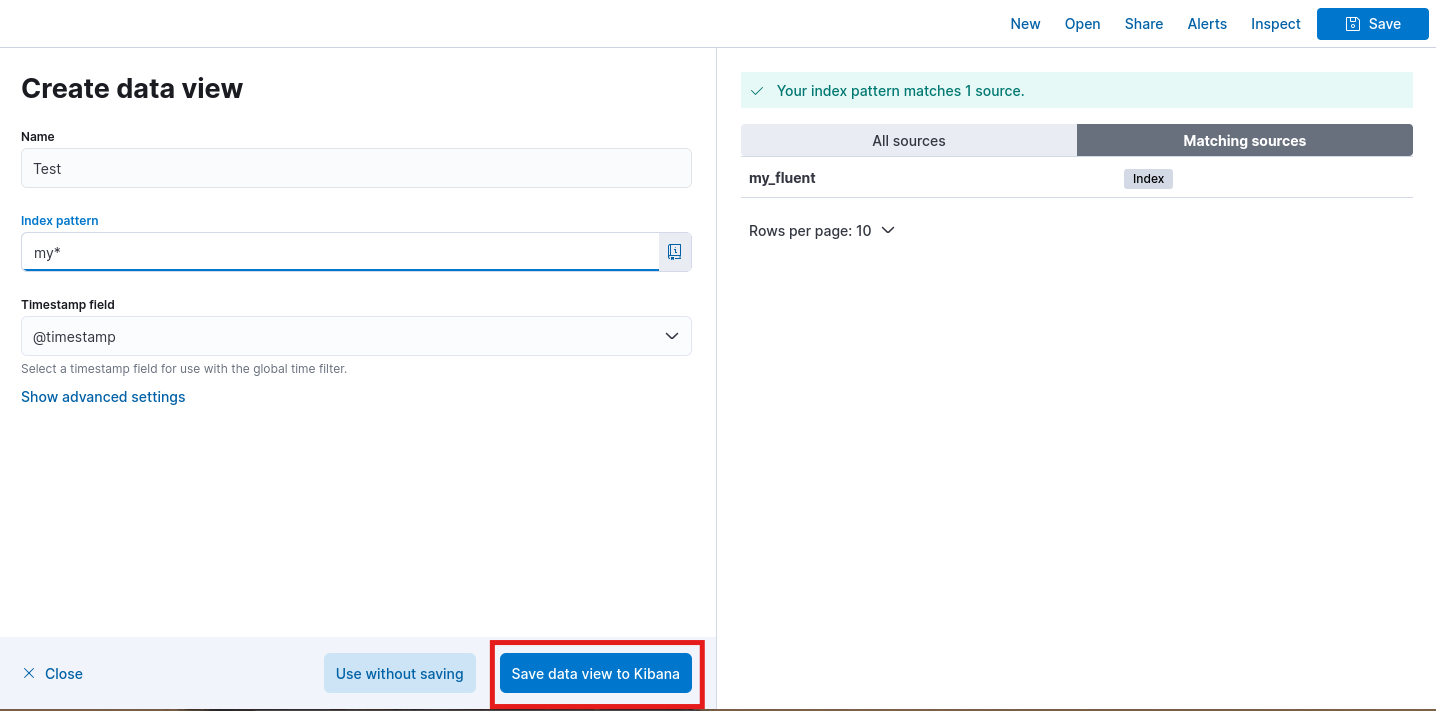 New Open Share Alerts Inspect Save
Create data view
Name
Test
Index pattern
my*
Timestamp field
@timestamp
Select a timestamp field for use with the global time filter.
Show advanced settings
Close Use without saving Save data view to Kibana
Your index pattern matches 1 source.
All sources Matching sources
my_fluent Index
Rows per page: 10